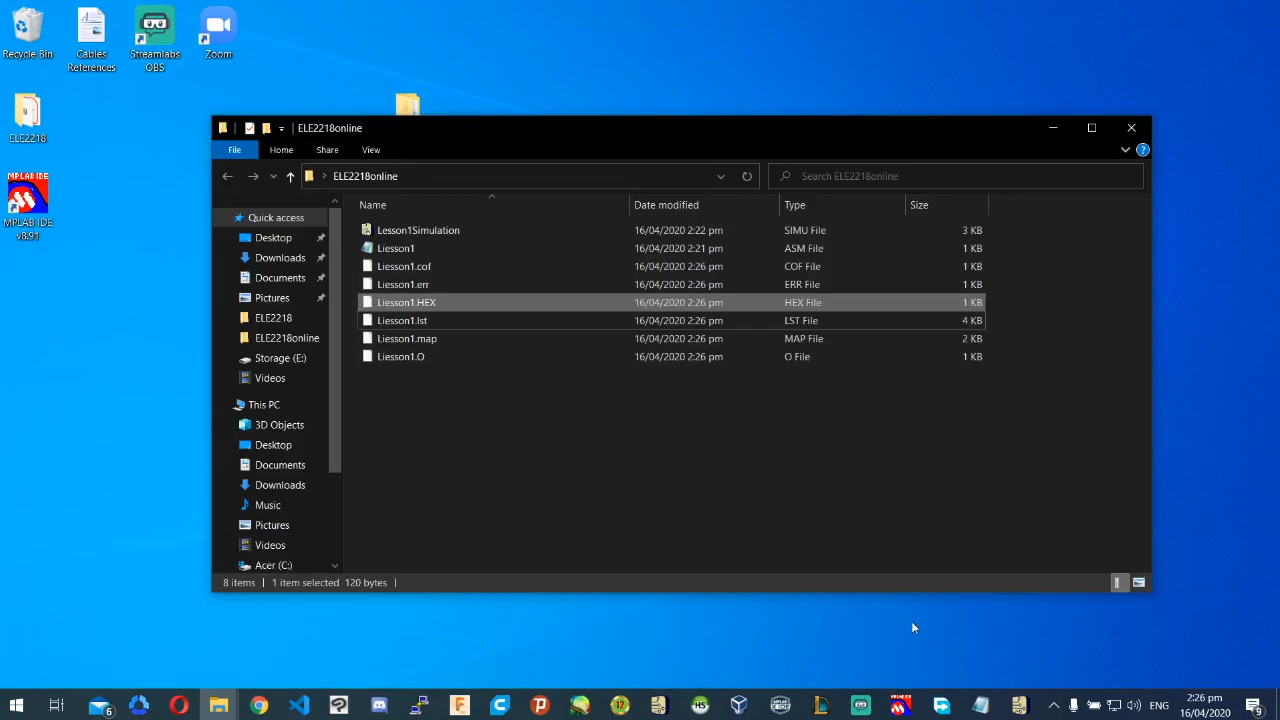 Recycle Bin
Cables References
Streamlabs OBS
Zoom
ELE2218
MPLAB IDE v8.91
ELE2218online
File
Home
Share
View
ELE2218online
Search ELE2218online
Name
Date modified
Type
Size
Quick access
Desktop
Downloads
Documents
Pictures
ELE2218
ELE2218online
Storage (E:)
Videos
This PC
3D Objects
Desktop
Documents
Downloads
Music
Pictures
Videos
Acer (C:)
Lesson1Simulation 16/04/2020 2:22 pm SIMU File 3 KB
Liesson1 16/04/2020 2:21 pm ASM File 1 KB
Liesson1.cof 16/04/2020 2:26 pm COF File 1 KB
Liesson1.err 16/04/2020 2:26 pm ERR File 1 KB
Liesson1.HEX 16/04/2020 2:26 pm HEX File 1 KB
Liesson1.lst 16/04/2020 2:26 pm LST File 4 KB
Liesson1.map 16/04/2020 2:26 pm MAP File 2 KB
Liesson1.O 16/04/2020 2:26 pm O File 1 KB
8 items 1 item selected 120 bytes
6
12
HS
ENG
2:26 pm
16/04/2020
9